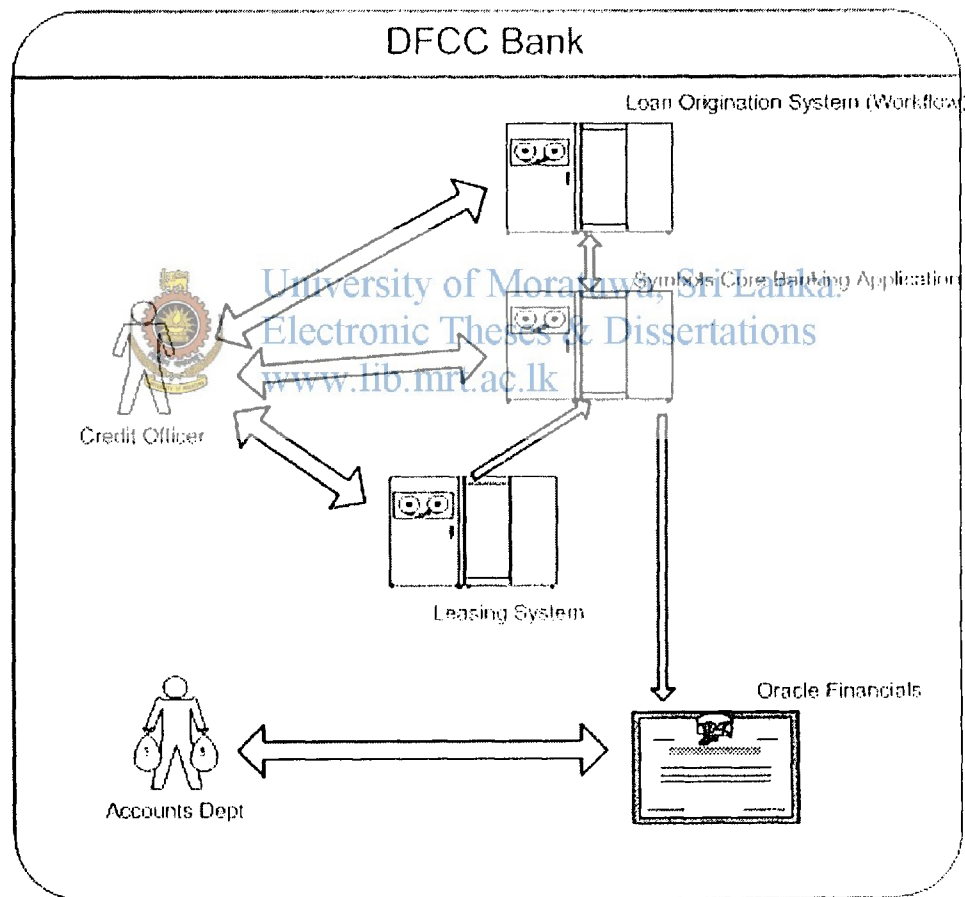 DFCC Bank
Loan Origination System (Workflow)
Symbols Core Banking Application
University of Moratuwa, Sri Lanka.
Electronic Theses & Dissertations
www.lib.mrt.ac.lk
Credit Officer
Leasing System
Oracle Financials
Accounts Dept